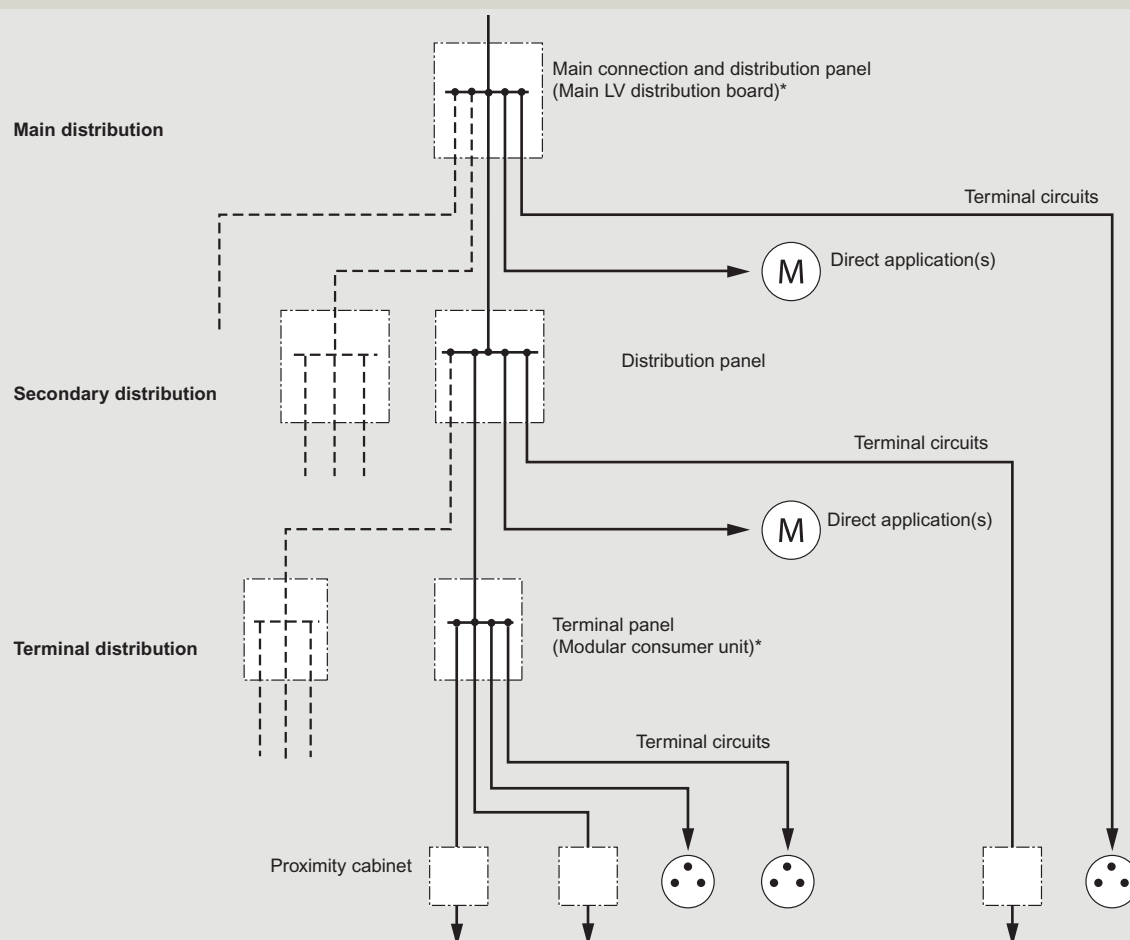 Main connection and distribution panel
(Main LV distribution board)*
Main distribution
Terminal circuits
M
Direct application(s)
Distribution panel
Secondary distribution
Terminal circuits
M
Direct application(s)
Terminal panel
(Modular consumer unit)*
Terminal distribution
Terminal circuits
Proximity cabinet